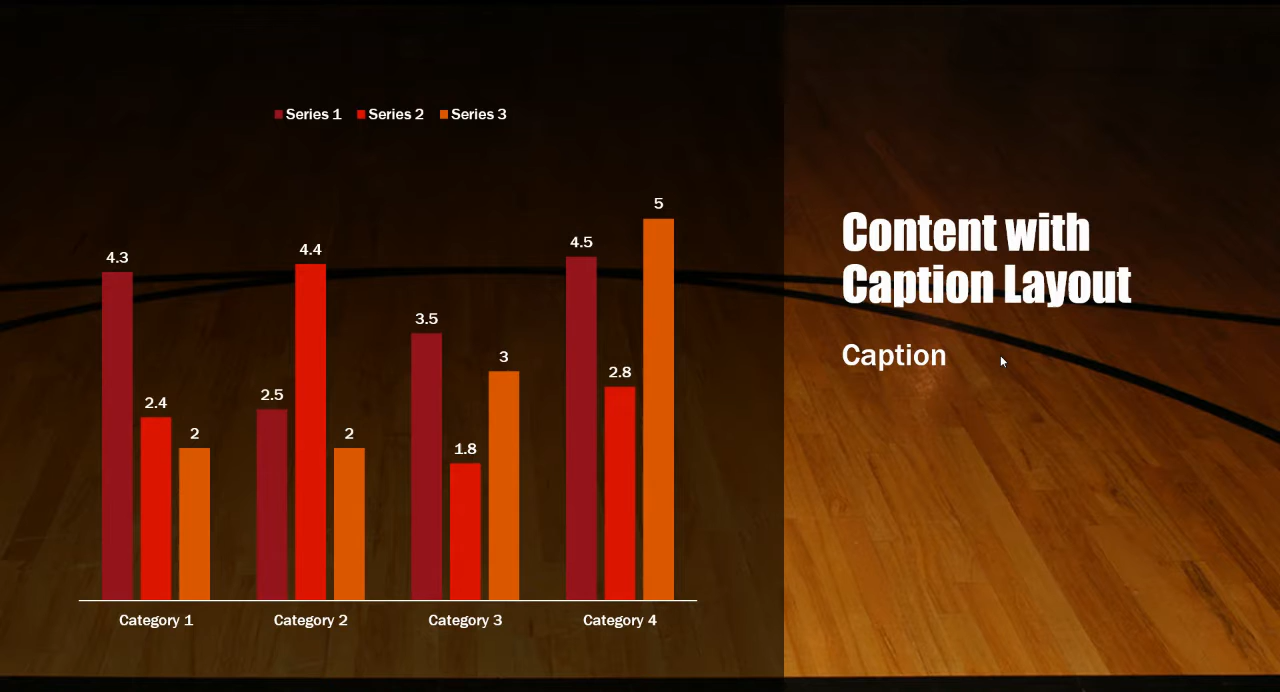 Series 1 Series 2 Series 3
5
4.5
4.4
4.3
3.5
3
2.8
2.5
2.4
2
2
1.8
Category 1 Category 2 Category 3 Category 4
Content with
Caption Layout
Caption